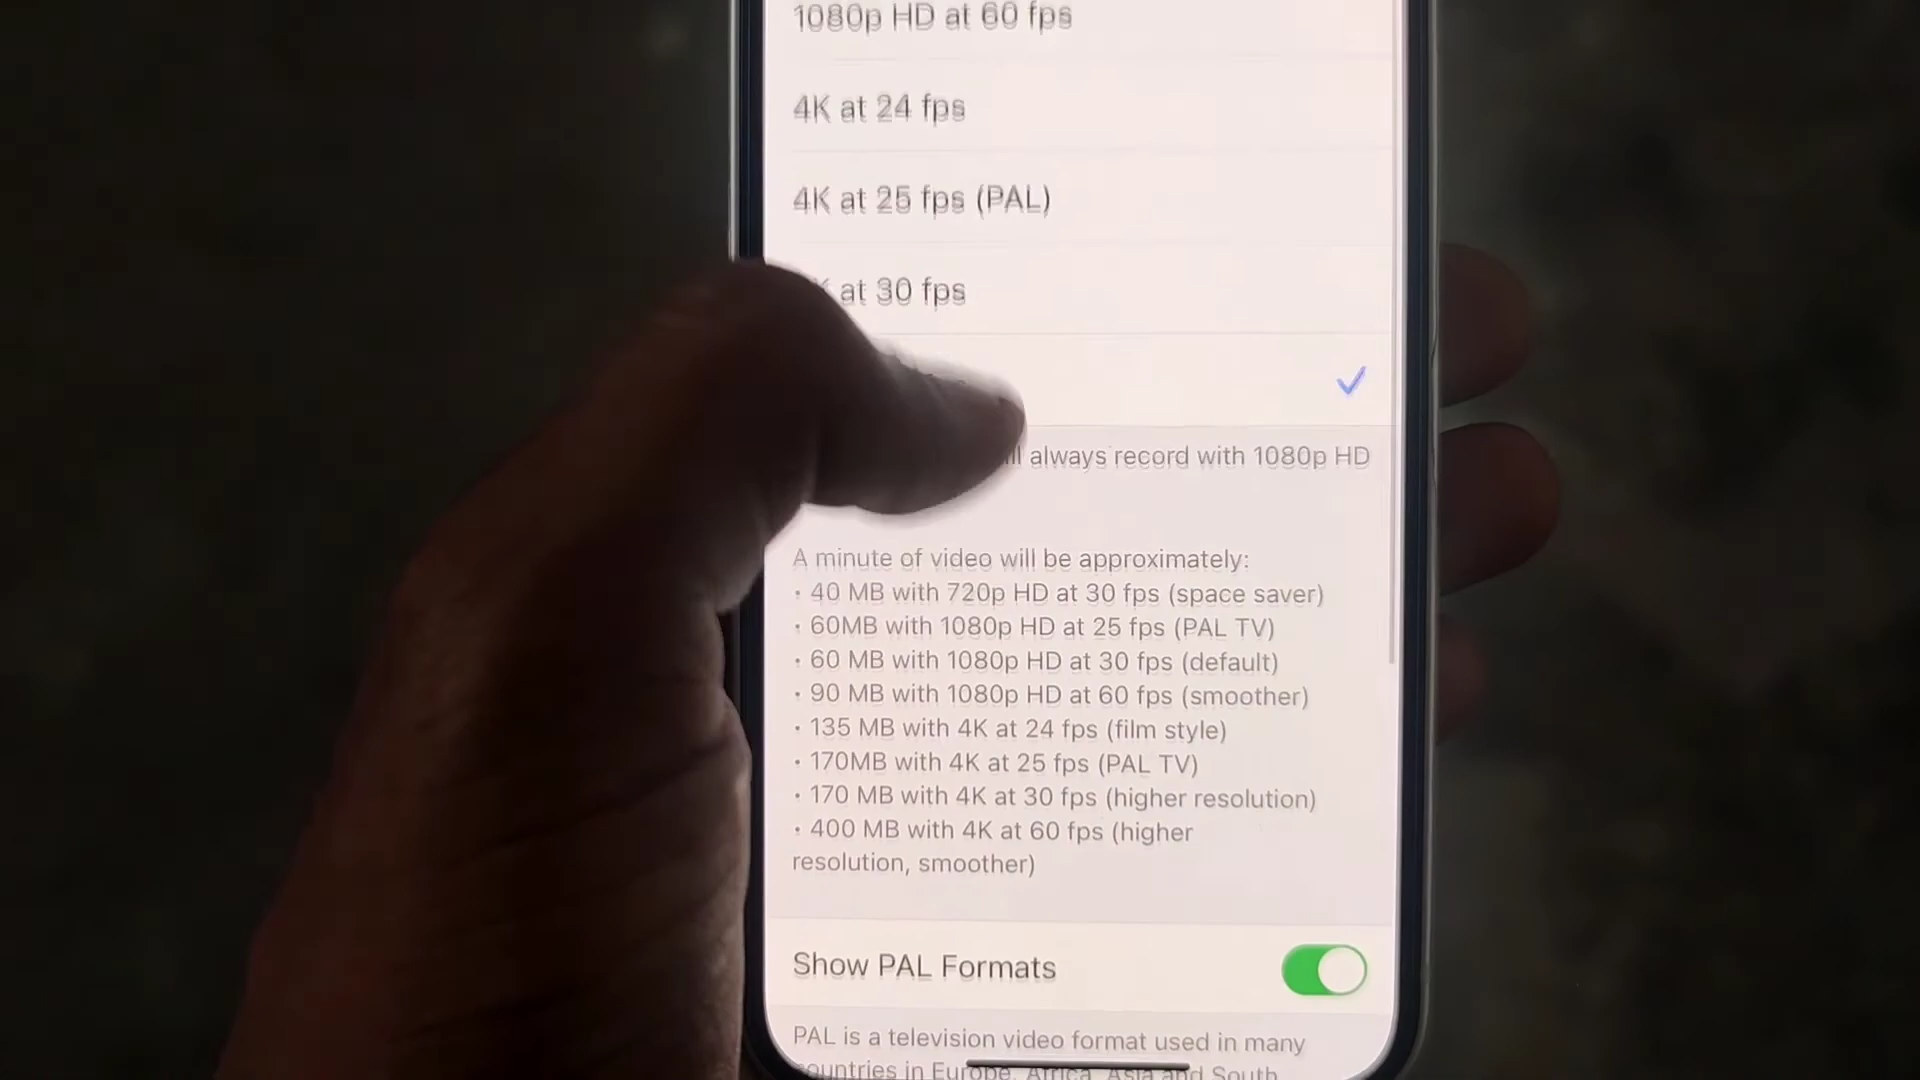 1080p HD at 60 fps
4K at 24 fps
4K at 25 fps (PAL)
at 30 fps
always record with 1080p HD
A minute of video will be approximately:
• 40 MB with 720p HD at 30 fps (space saver)
• 60MB with 1080p HD at 25 fps (PAL TV)
• 60 MB with 1080p HD at 30 fps (default)
• 90 MB with 1080p HD at 60 fps (smoother)
• 135 MB with 4K at 24 fps (film style)
• 170MB with 4K at 25 fps (PAL TV)
• 170 MB with 4K at 30 fps (higher resolution)
• 400 MB with 4K at 60 fps (higher
resolution, smoother)
Show PAL Formats
PAL is a television video format used in many
countries in Europe, Africa, Asia and South